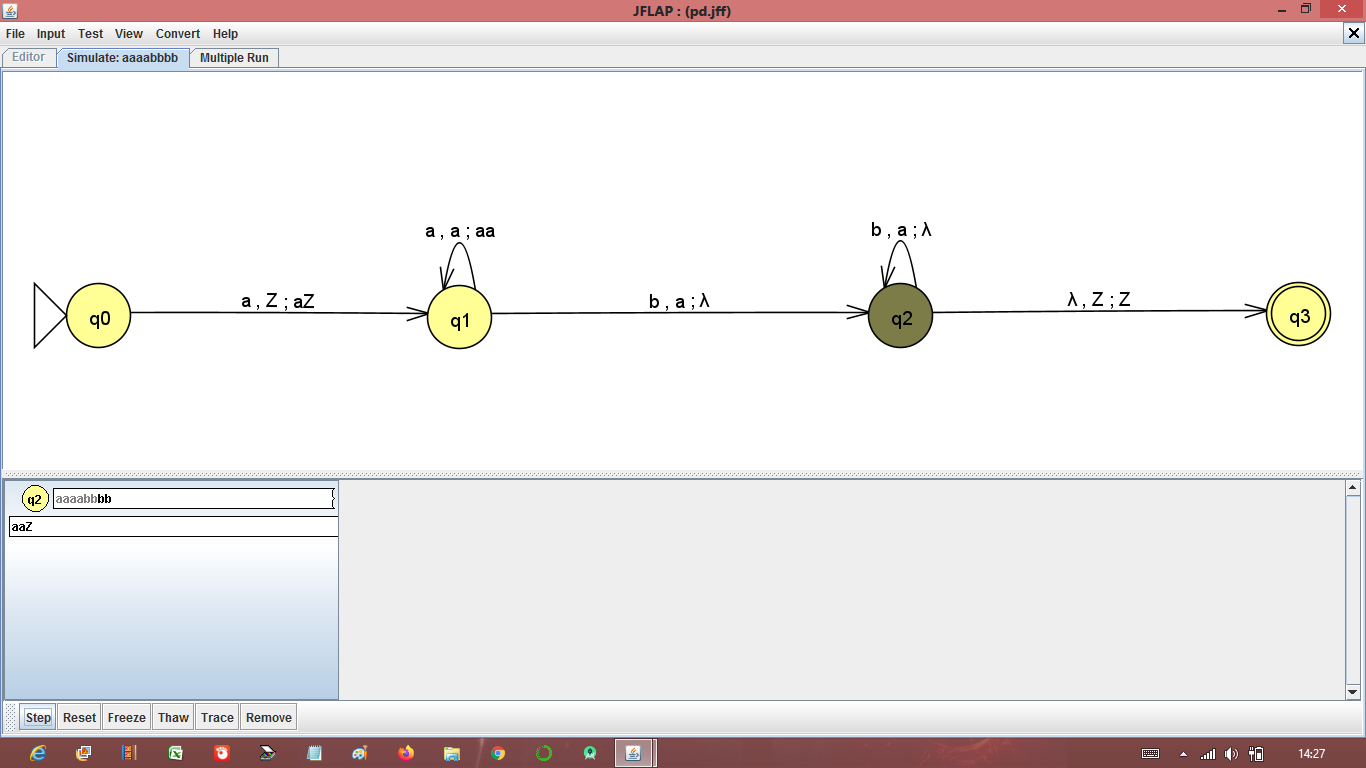 JFLAP : (pd.jff)
File Input Test View Convert Help
Editor Simulate: aaaabbbb Multiple Run
a , a ; aa
b , a ; λ
q0
a , Z ; aZ
q1
b , a ; λ
q2
λ , Z ; Z
q3
q2 aaaabbbb
aaZ
Step Reset Freeze Thaw Trace Remove
14:27